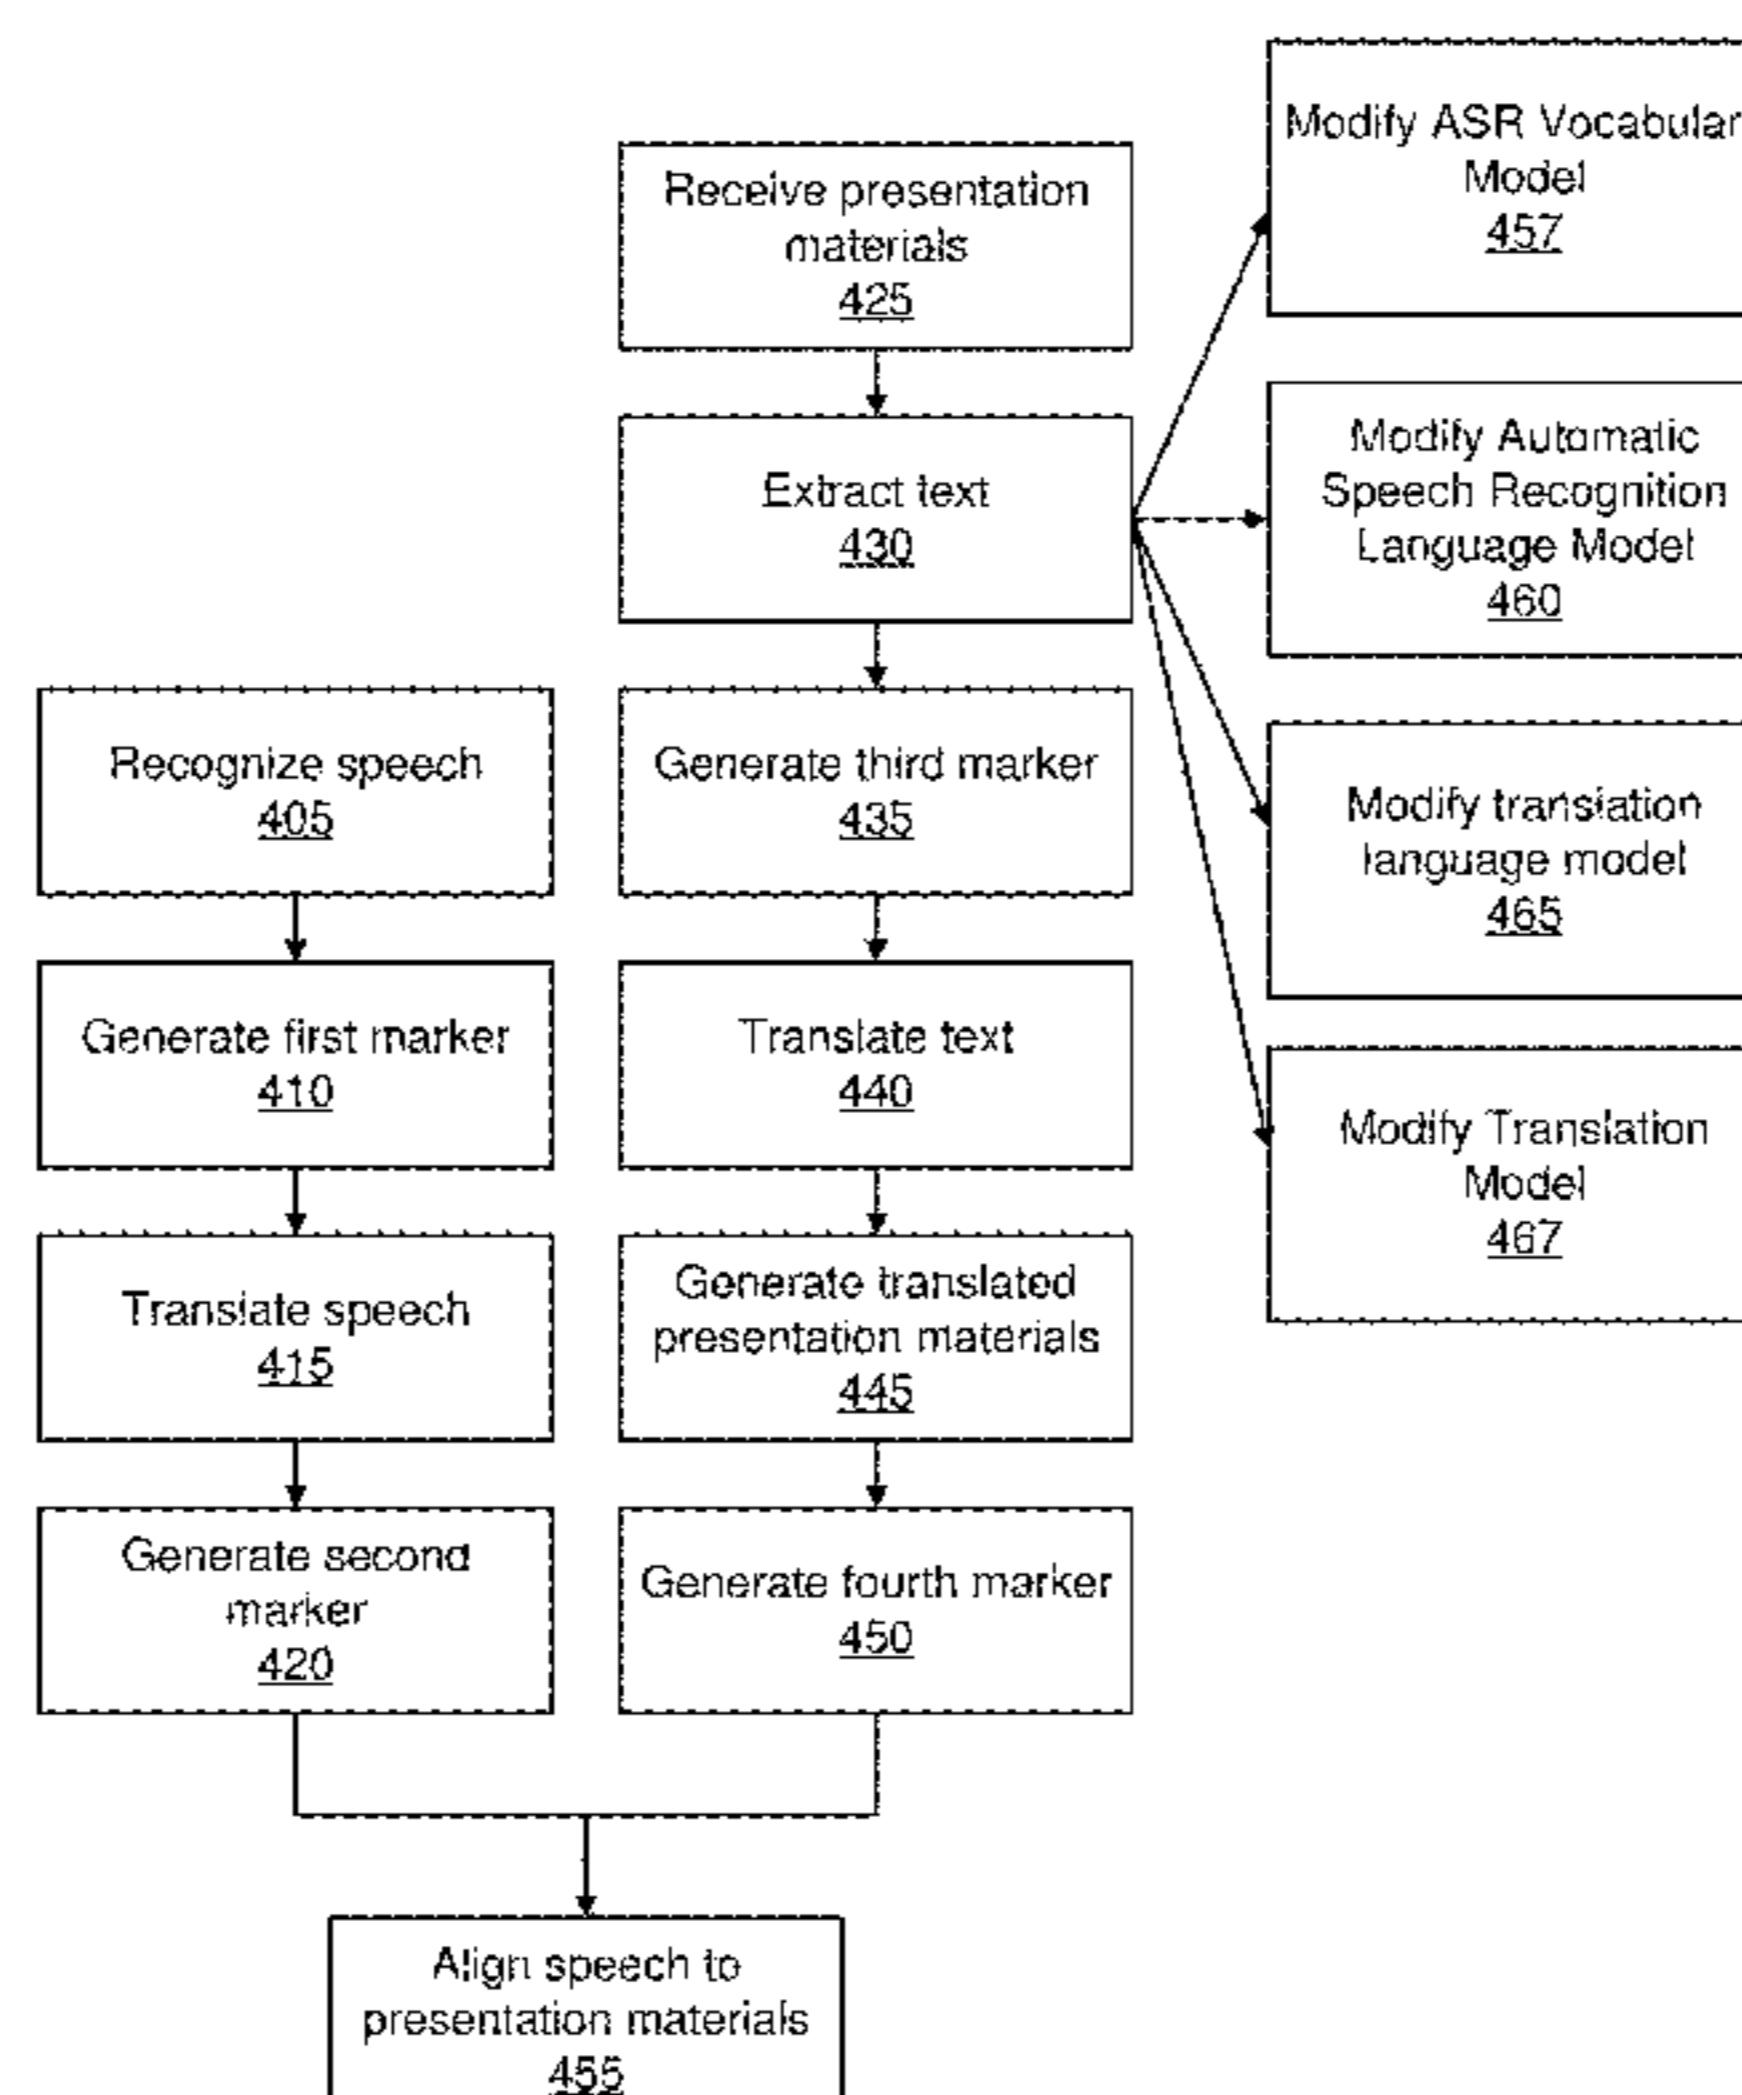 Modify ASR Vocabular
Model
457
Receive presentation
materials
425
Modify Automatic
Speech Recognition
Language Model
460
Extract text
430
Recognize speech
405
Generate third marker
435
Modify translation
language model
465
Generate first marker
410
Translate text
440
Modify Translation
Model
467
Translate speech
415
Generate translated
presentation materials
445
Generate second
marker
420
Generate fourth marker
450
Align speech to
presentation materials
455